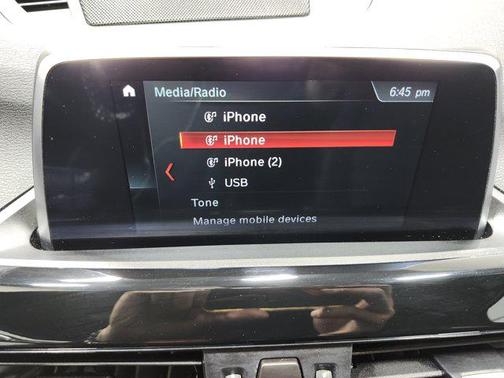 Media/Radio
6:45 pm
iPhone
iPhone
iPhone (2)
USB
Tone
Manage mobile devices